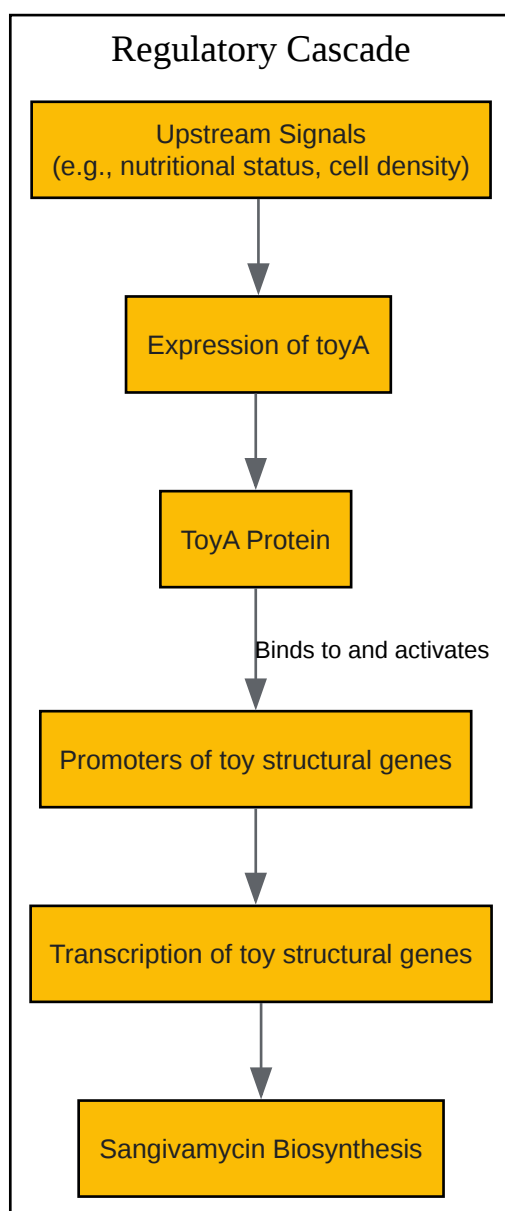 Regulatory Cascade
Upstream Signals
(e.g., nutritional status, cell density)
Expression of toyA
ToyA Protein
Binds to and activates
Promoters of toy structural genes
Transcription of toy structural genes
Sangivamycin Biosynthesis